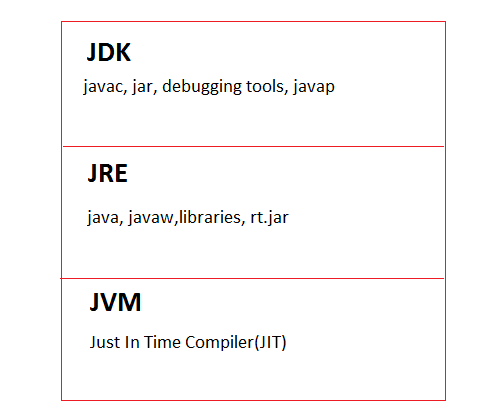 JDK
javac, jar, debugging tools, javap
JRE
java, javaw,libraries, rt.jar
JVM
Just In Time Compiler(JIT)